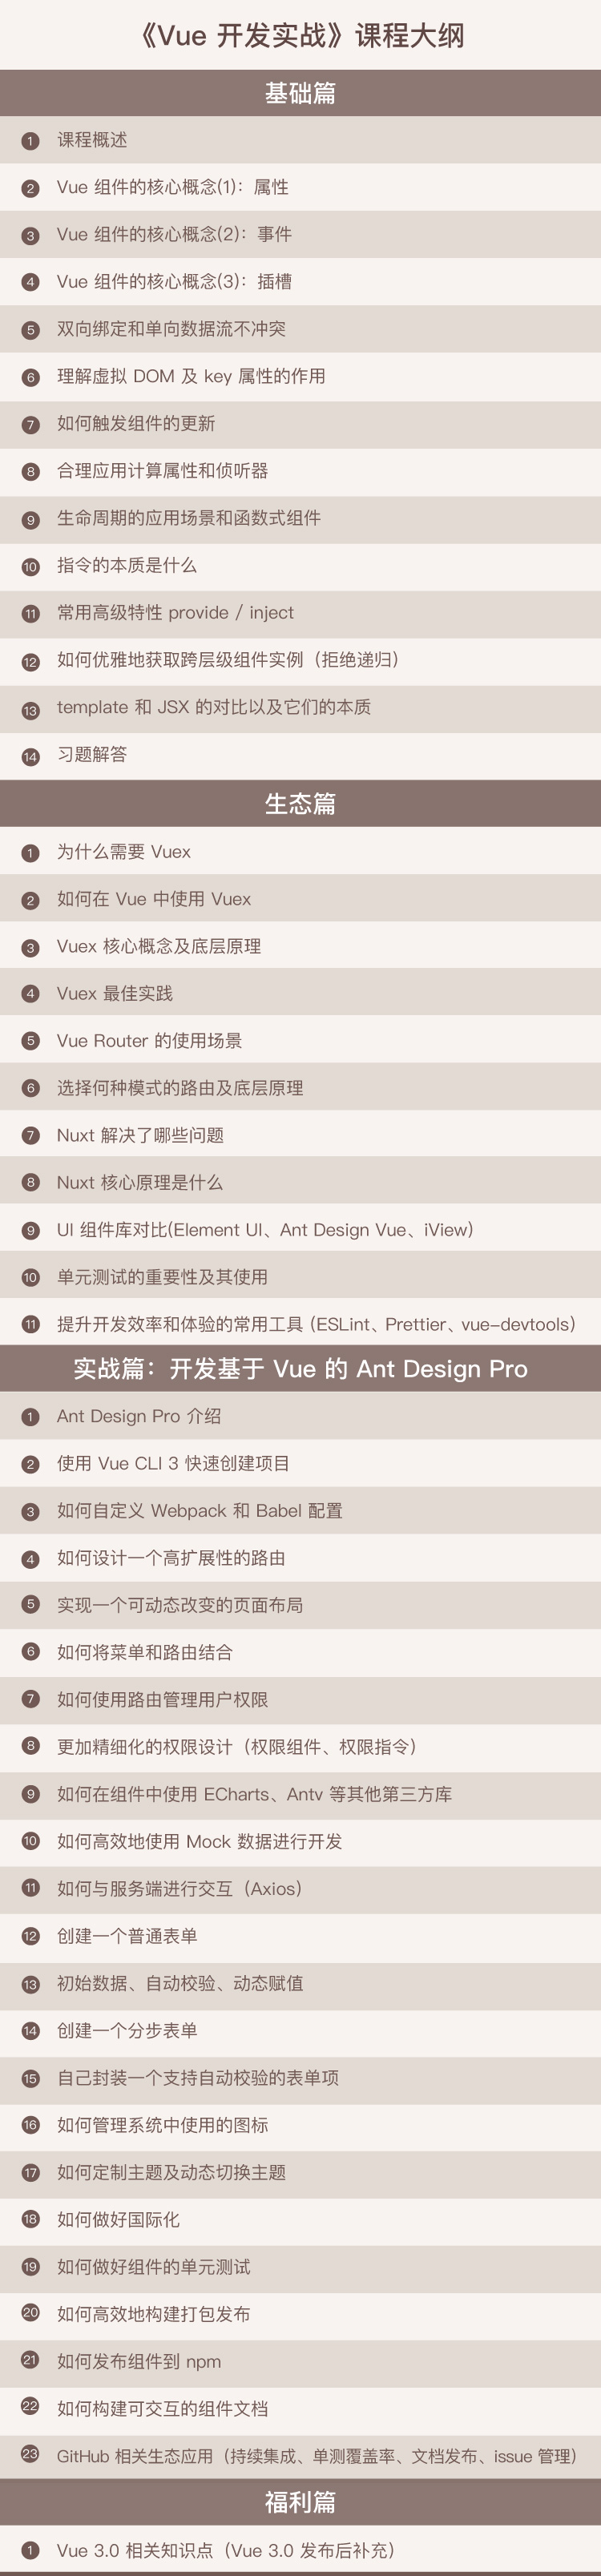 《Vue 开发实战》课程大纲
基础篇
1 课程概述
2 Vue 组件的核心概念(1)：属性
3 Vue 组件的核心概念(2)：事件
4 Vue 组件的核心概念(3)：插槽
5 双向绑定和单向数据流不冲突
6 理解虚拟 DOM 及 key 属性的作用
7 如何触发组件的更新
8 合理应用计算属性和侦听器
9 生命周期的应用场景和函数式组件
10 指令的本质是什么
11 常用高级特性 provide / inject
12 如何优雅地获取跨层级组件实例（拒绝递归）
13 template 和 JSX 的对比以及它们的本质
14 习题解答
生态篇
1 为什么需要 Vuex
2 如何在 Vue 中使用 Vuex
3 Vuex 核心概念及底层原理
4 Vuex 最佳实践
5 Vue Router 的使用场景
6 选择何种模式的路由及底层原理
7 Nuxt 解决了哪些问题
8 Nuxt 核心原理是什么
9 UI 组件库对比(Element UI、Ant Design Vue、iView)
10 单元测试的重要性及其使用
11 提升开发效率和体验的常用工具 (ESLint、Prettier、vue-devtools)
实战篇：开发基于 Vue 的 Ant Design Pro
1 Ant Design Pro 介绍
2 使用 Vue CLI 3 快速创建项目
3 如何自定义 Webpack 和 Babel 配置
4 如何设计一个高扩展性的路由
5 实现一个可动态改变的页面布局
6 如何将菜单和路由结合
7 如何使用路由管理用户权限
8 更加精细化的权限设计（权限组件、权限指令）
9 如何在组件中使用 ECharts、Antv 等其他第三方库
10 如何高效地使用 Mock 数据进行开发
11 如何与服务端进行交互（Axios）
12 创建一个普通表单
13 初始数据、自动校验、动态赋值
14 创建一个分步表单
15 自己封装一个支持自动校验的表单项
16 如何管理系统中使用的图标
17 如何定制主题及动态切换主题
18 如何做好国际化
19 如何做好组件的单元测试
20 如何高效地构建打包发布
21 如何发布组件到 npm
22 如何构建可交互的组件文档
23 GitHub 相关生态应用（持续集成、单测覆盖率、文档发布、issue 管理）
福利篇
1 Vue 3.0 相关知识点（Vue 3.0 发布后补充）